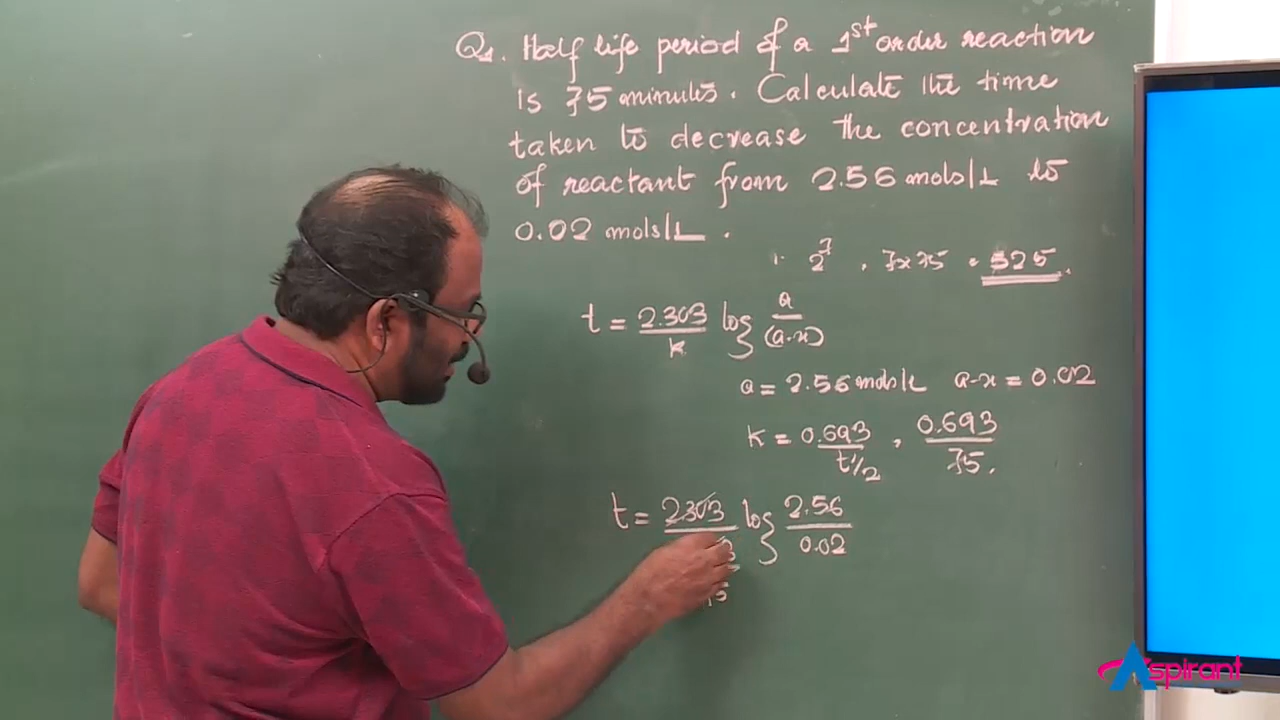 Q1. Half life period of a 1st order reaction
is 75 minutes. Calculate the time
taken to decrease the concentration
of reactant from 2.56 mols/L to
0.02 mols/L.
2^7, 7x75 = 525.
t = 2.303/k log a/(a-x)
a = 2.56 mols/L a-x = 0.02
k = 0.693/t1/2, 0.693/75.
t = 2303 log 2.56/0.02
Aspirant